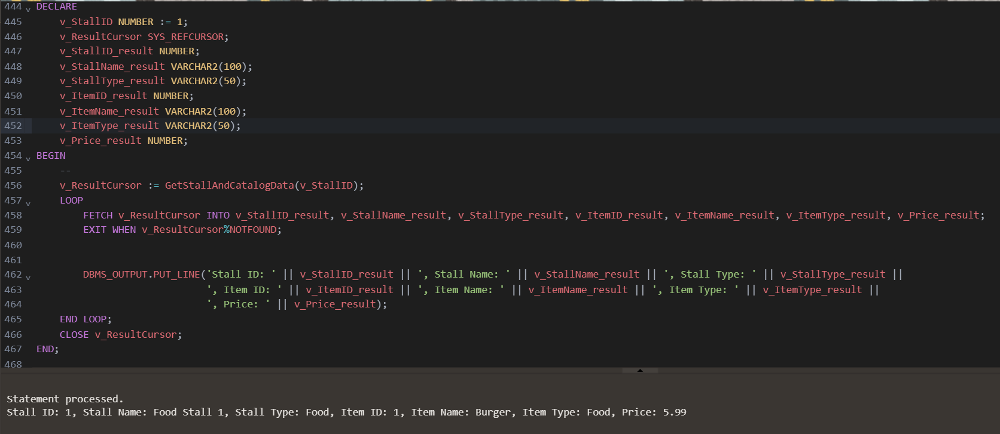 444 DECLARE
445     v_StallID NUMBER := 1;
446     v_ResultCursor SYS_REFCURSOR;
447     v_StallID_result NUMBER;
448     v_StallName_result VARCHAR2(100);
449     v_StallType_result VARCHAR2(50);
450     v_ItemID_result NUMBER;
451     v_ItemName_result VARCHAR2(100);
452     v_ItemType_result VARCHAR2(50);
453     v_Price_result NUMBER;
454 BEGIN
455     --
456     v_ResultCursor := GetStallAndCatalogData(v_StallID);
457     LOOP
458         FETCH v_ResultCursor INTO v_StallID_result, v_StallName_result, v_StallType_result, v_ItemID_result, v_ItemName_result, v_ItemType_result, v_Price_result;
459         EXIT WHEN v_ResultCursor%NOTFOUND;
460
461
462         DBMS_OUTPUT.PUT_LINE('Stall ID: ' || v_StallID_result || ', Stall Name: ' || v_StallName_result || ', Stall Type: ' || v_StallType_result ||
463                              ', Item ID: ' || v_ItemID_result || ', Item Name: ' || v_ItemName_result || ', Item Type: ' || v_ItemType_result ||
464                              ', Price: ' || v_Price_result);
465     END LOOP;
466     CLOSE v_ResultCursor;
467 END;
468
Statement processed.
Stall ID: 1, Stall Name: Food Stall 1, Stall Type: Food, Item ID: 1, Item Name: Burger, Item Type: Food, Price: 5.99